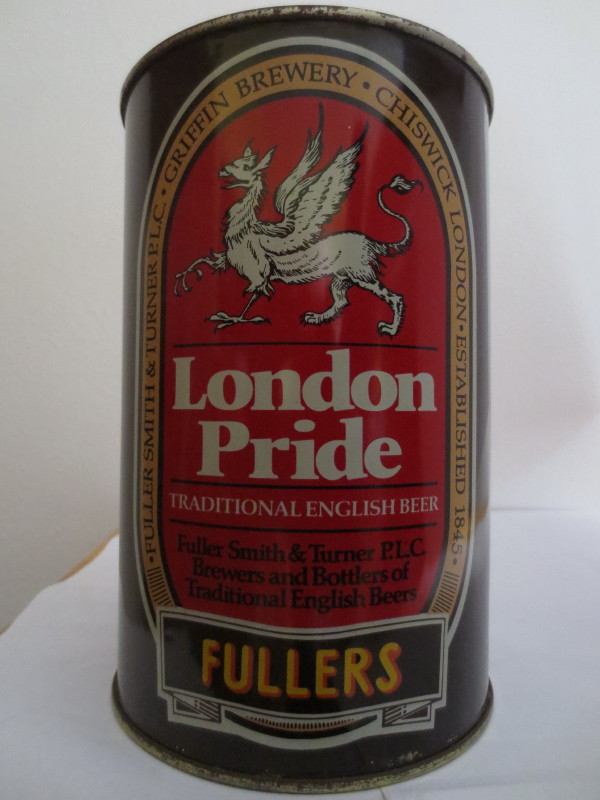 •FULLER SMITH & TURNER P.L.C.•GRIFFIN BREWERY•CHISWICK LONDON•ESTABLISHED 1845•
London
Pride
TRADITIONAL ENGLISH BEER
Fuller Smith & Turner P.L.C.
Brewers and Bottlers of
Traditional English Beers
FULLERS